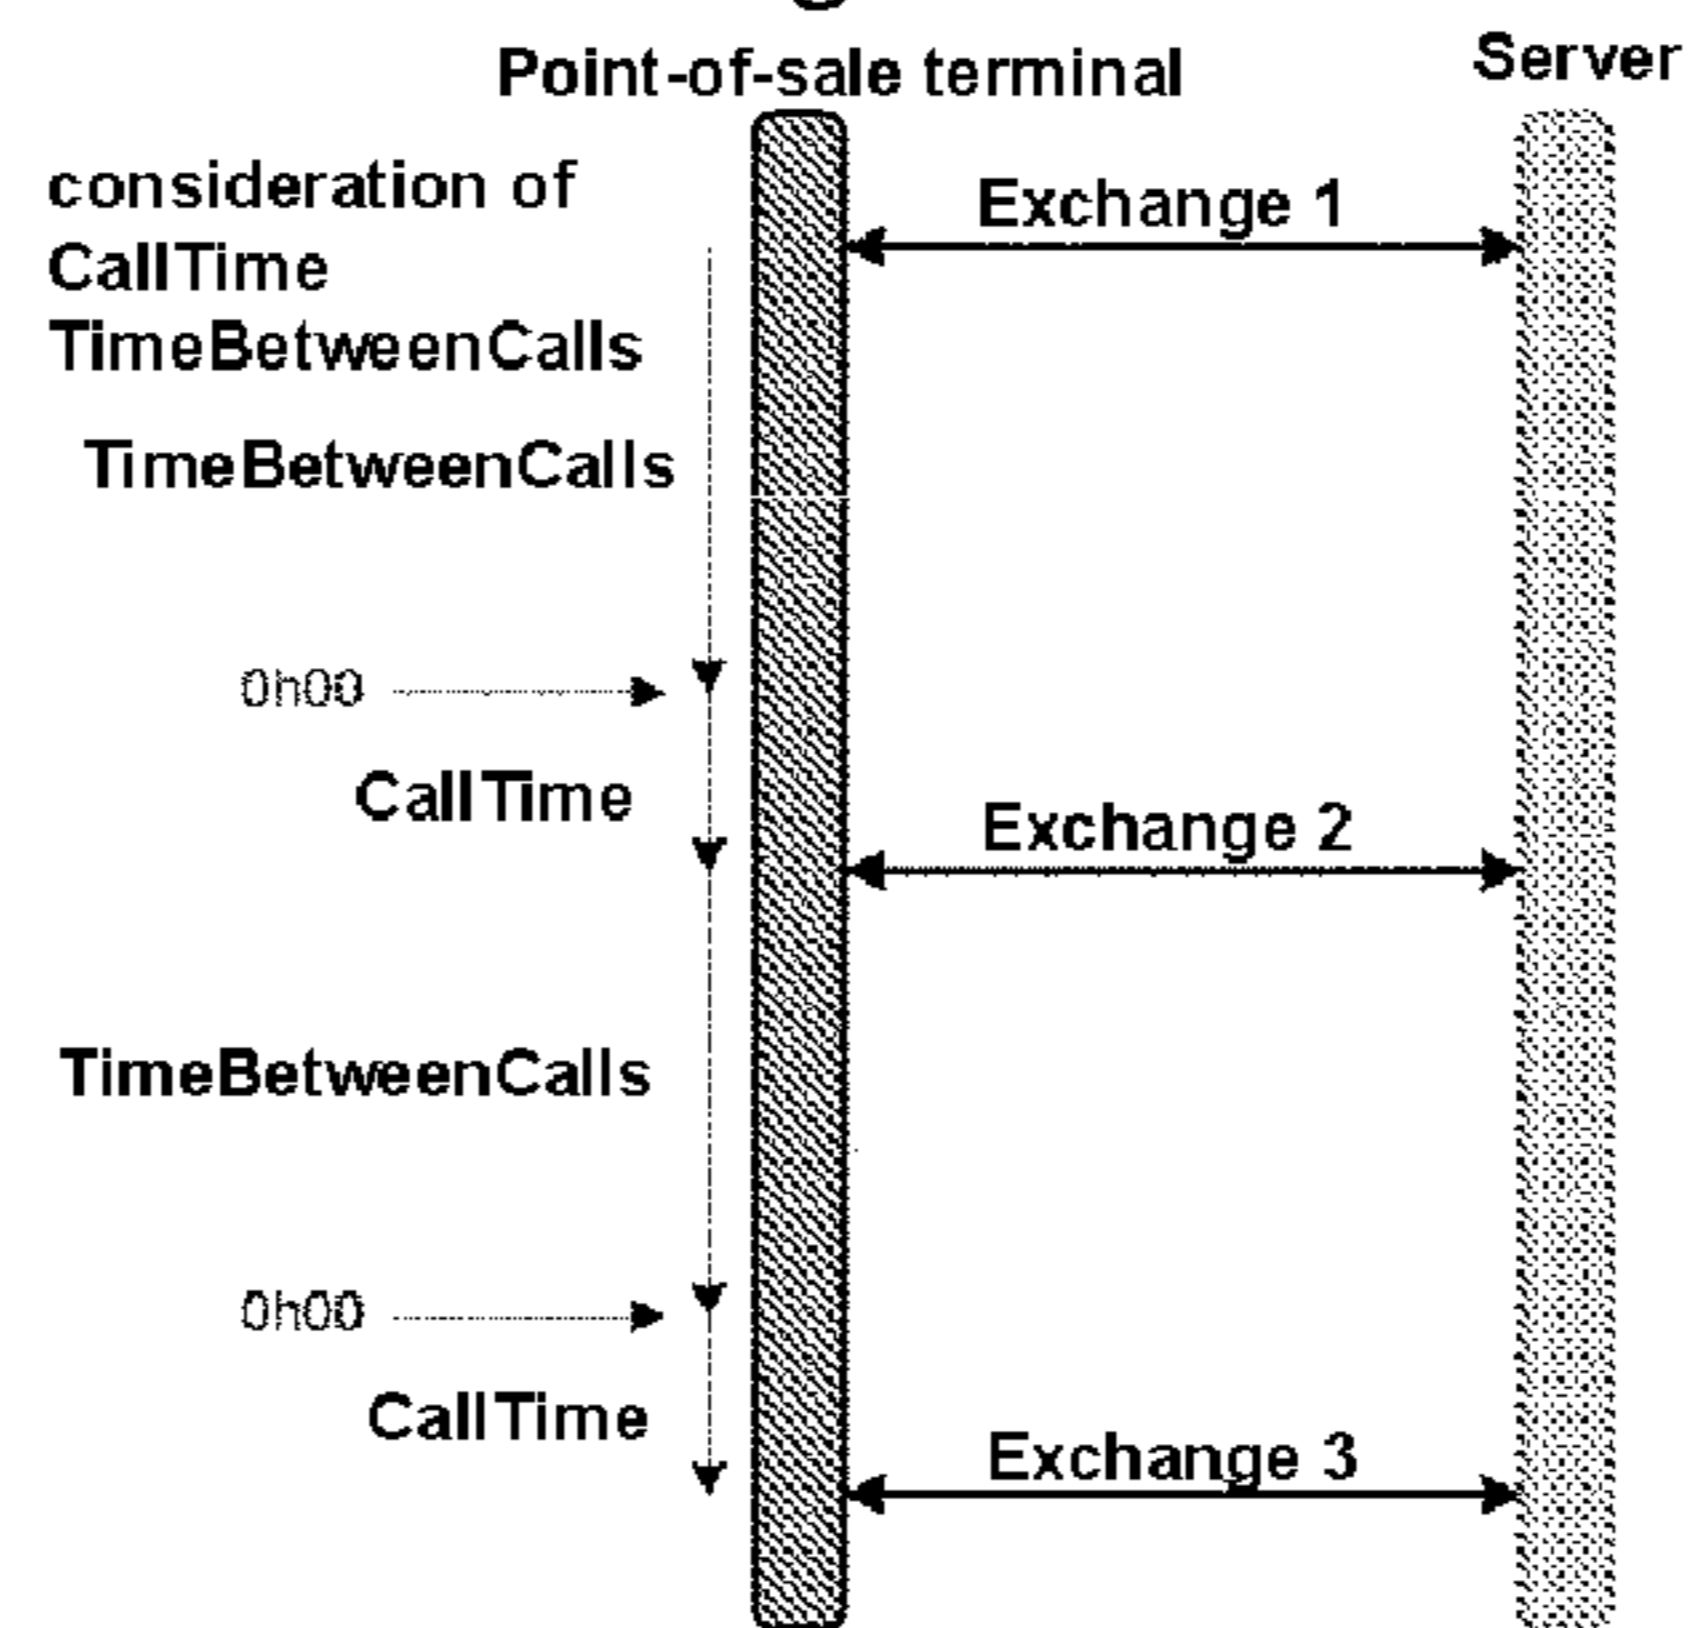 Point-of-sale terminal
Server
consideration of
CallTime
TimeBetweenCalls
Exchange 1
TimeBetweenCalls
0h00
CallTime
Exchange 2
TimeBetweenCalls
0h00
CallTime
Exchange 3